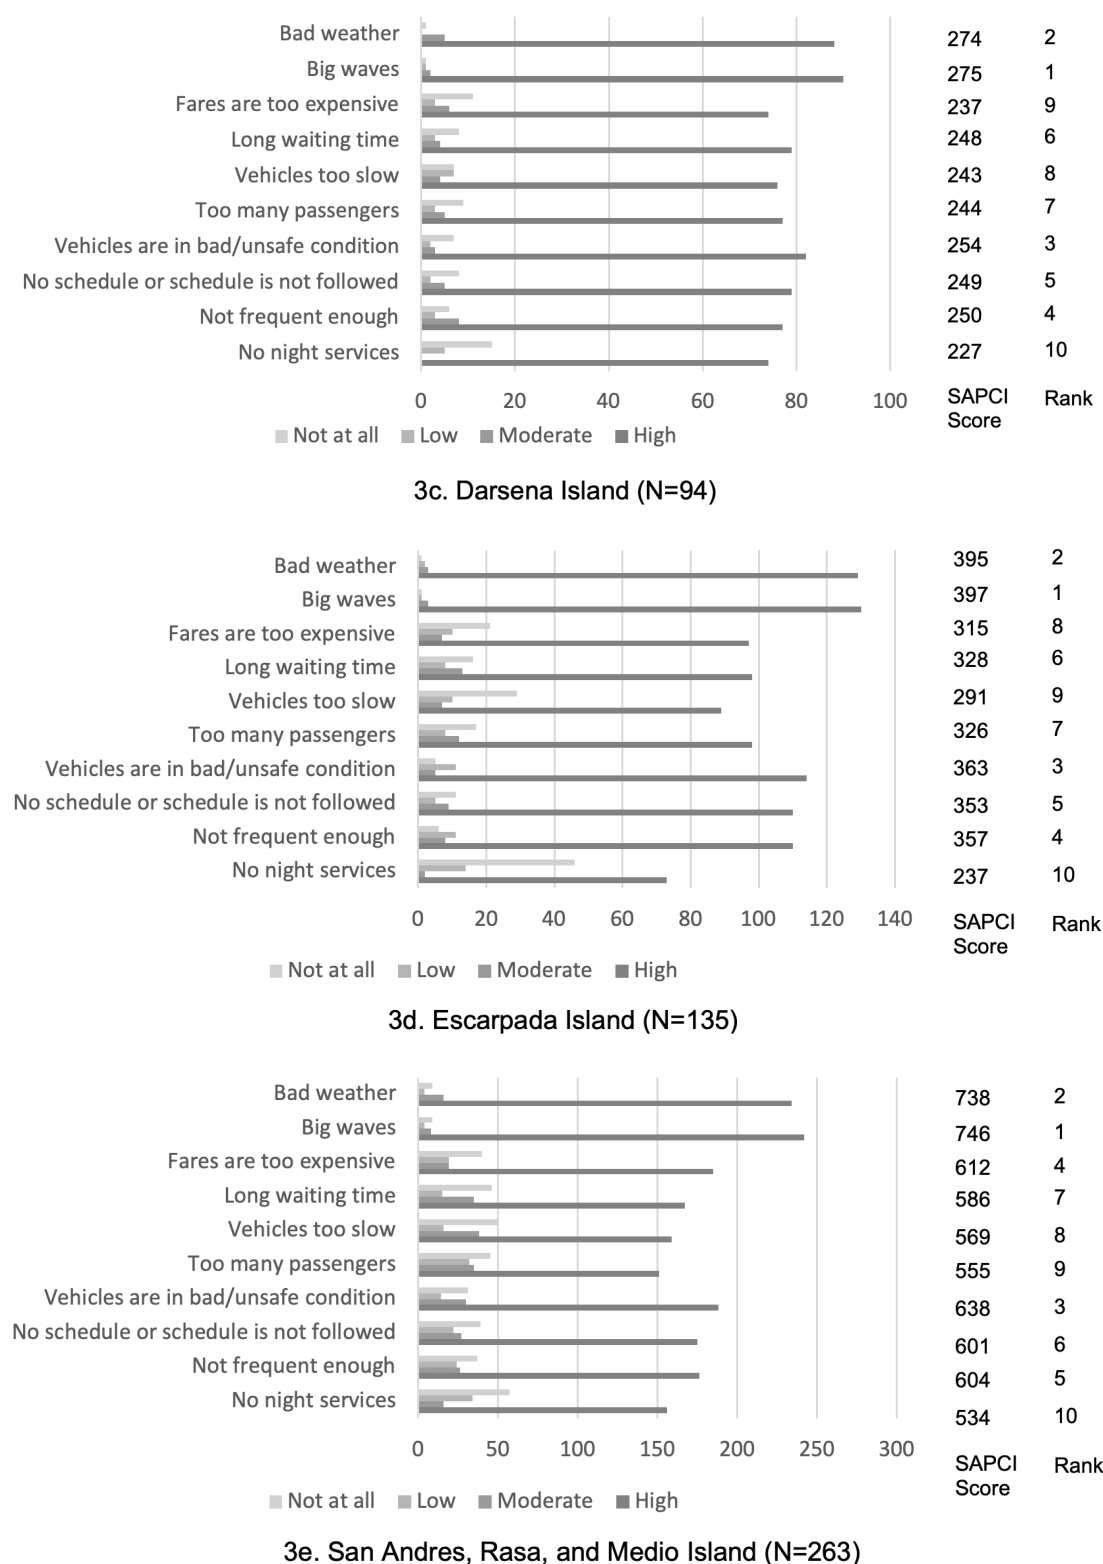 Bad weather 274 2
Big waves 275 1
Fares are too expensive 237 9
Long waiting time 248 6
Vehicles too slow 243 8
Too many passengers 244 7
Vehicles are in bad/unsafe condition 254 3
No schedule or schedule is not followed 249 5
Not frequent enough 250 4
No night services 227 10
0 20 40 60 80 100 SAPCI Score Rank
Not at all Low Moderate High
3c. Darsena Island (N=94)
Bad weather 395 2
Big waves 397 1
Fares are too expensive 315 8
Long waiting time 328 6
Vehicles too slow 291 9
Too many passengers 326 7
Vehicles are in bad/unsafe condition 363 3
No schedule or schedule is not followed 353 5
Not frequent enough 357 4
No night services 237 10
0 20 40 60 80 100 120 140 SAPCI Score Rank
Not at all Low Moderate High
3d. Escarpada Island (N=135)
Bad weather 738 2
Big waves 746 1
Fares are too expensive 612 4
Long waiting time 586 7
Vehicles too slow 569 8
Too many passengers 555 9
Vehicles are in bad/unsafe condition 638 3
No schedule or schedule is not followed 601 6
Not frequent enough 604 5
No night services 534 10
0 50 100 150 200 250 300 SAPCI Score Rank
Not at all Low Moderate High
3e. San Andres, Rasa, and Medio Island (N=263)